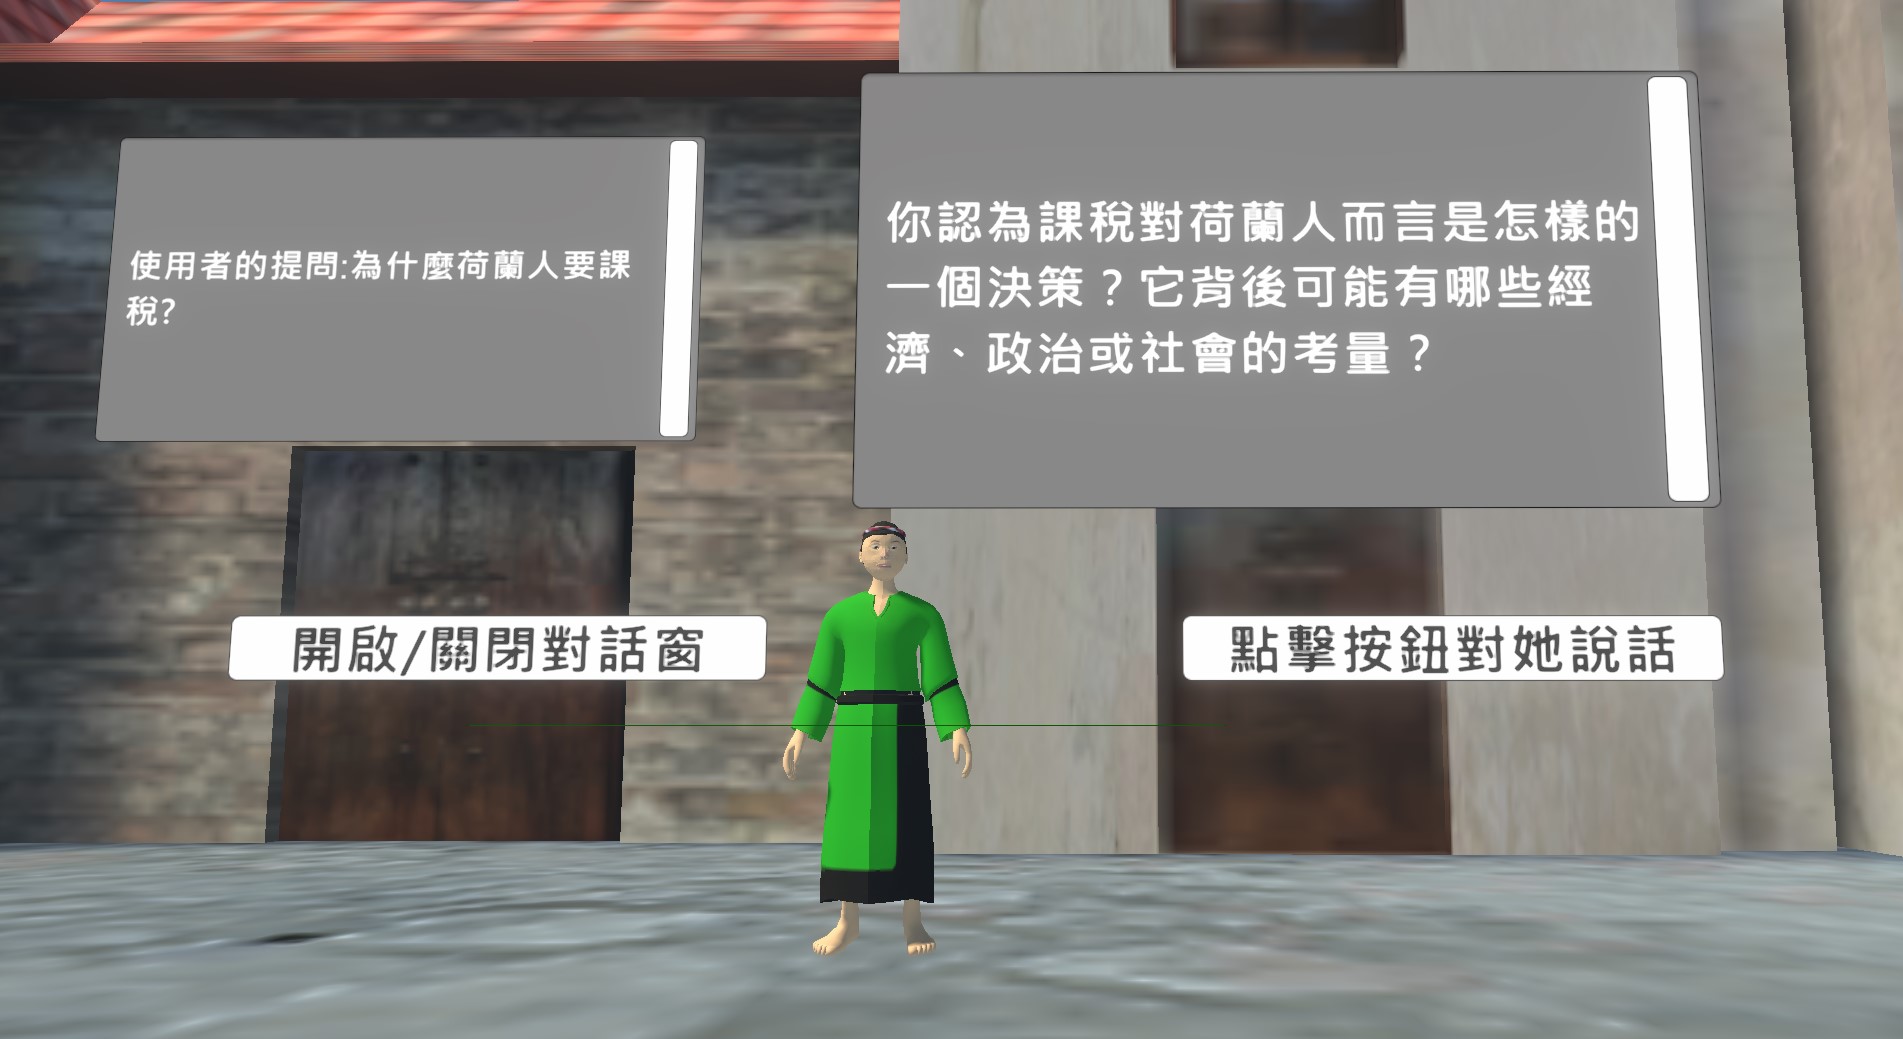 使用者的提問:為什麼荷蘭人要課
稅?
你認為課稅對荷蘭人而言是怎樣的
一個決策？它背後可能有哪些經
濟、政治或社會的考量？
開啟/關閉對話窗
點擊按鈕對她說話